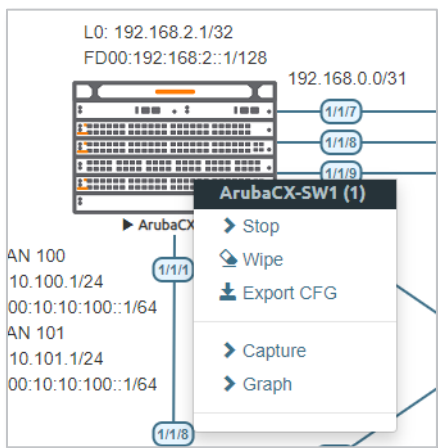 L0: 192.168.2.1/32
FD00:192:168:2::1/128
192.168.0.0/31
1/1/7
1/1/8
1/1/9
ArubaCX-SW1 (1)
ArubaCX
Stop
AN 100
1/1/1
Wipe
10.100.1/24
Export CFG
00:10:10:100::1/64
AN 101
10.101.1/24
Capture
00:10:10:100::1/64
Graph
1/1/8